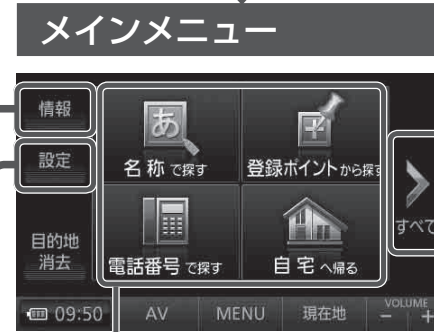 メインメニュー
情報
設定
目的地
消去
名称で探す
登録ポイントから探す
電話番号で探す
自宅へ帰る
すべて
09:50
AV
MENU
現在地
VOLUME
− +
あ